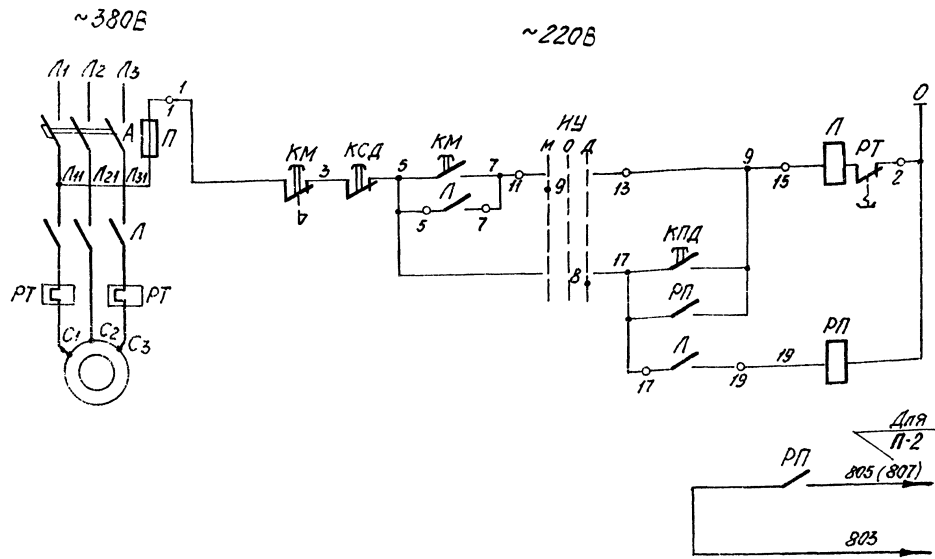 ~380В
~220В
Л1 Л2 Л3
А П
1
1
О
КМ КСД КМ
ИУ
М О Д
Л РТ
Л11 Л21 Л31
3 5 7 11 9 13 9 15 2
Л
5 7
Л
17 КПД
8
РТ РТ
РП
РП
С1 С2 С3
Л
17 19 19
Для
П-2
РП
805 (807)
803